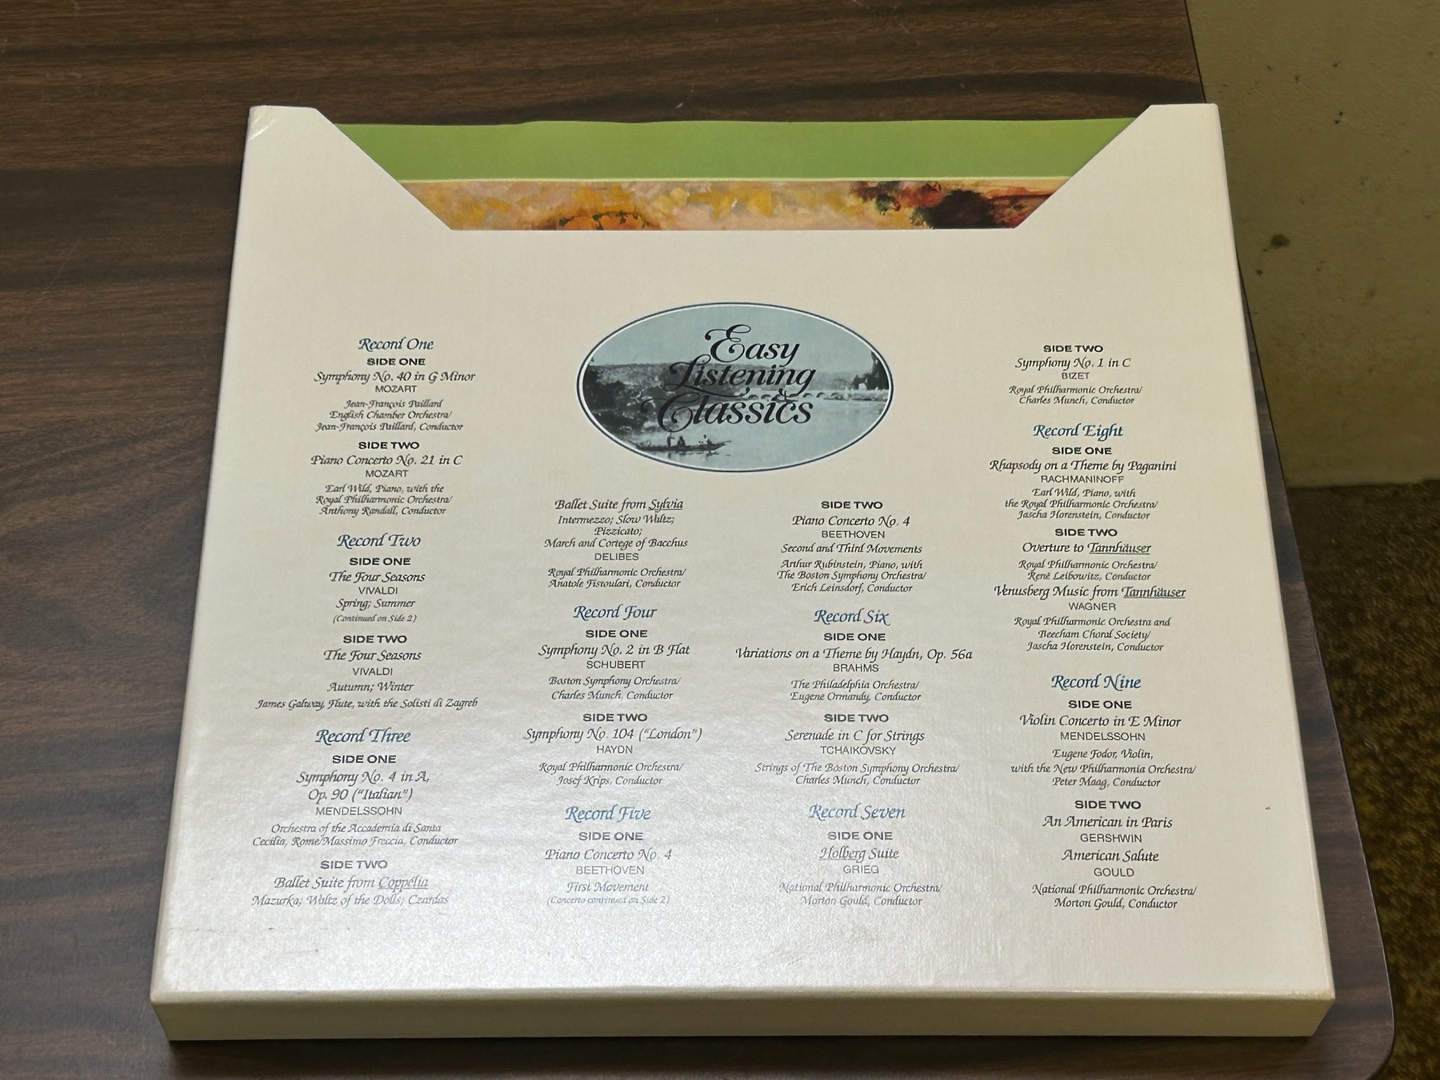 Easy
Listening
Classics
Record One
SIDE ONE
Symphony No. 40 in G Minor
MOZART
Jean-François Paillard
English Chamber Orchestra/
Jean-François Paillard, Conductor
SIDE TWO
Piano Concerto No. 21 in C
MOZART
Earl Wild, Piano, with the
Royal Philharmonic Orchestra/
Anthony Randall, Conductor
Record Two
SIDE ONE
The Four Seasons
VIVALDI
Spring; Summer
(Continued on Side 2)
SIDE TWO
The Four Seasons
VIVALDI
Autumn; Winter
James Galway, Flute, with the Solisti di Zagreb
Record Three
SIDE ONE
Symphony No. 4 in A,
Op. 90 ("Italian")
MENDELSSOHN
Orchestra of the Accademia di Santa
Cecilia, Rome/Massimo Freccia, Conductor
SIDE TWO
Ballet Suite from Coppélia
Mazurka; Waltz of the Dolls; Czardas
Ballet Suite from Sylvia
Intermezzo; Slow Waltz;
Pizzicato;
March and Cortege of Bacchus
DELIBES
Royal Philharmonic Orchestra/
Anatole Fistoulari, Conductor
Record Four
SIDE ONE
Symphony No. 2 in B Flat
SCHUBERT
Boston Symphony Orchestra/
Charles Munch, Conductor
SIDE TWO
Symphony No. 104 ("London")
HAYDN
Royal Philharmonic Orchestra/
Josef Krips, Conductor
Record Five
SIDE ONE
Piano Concerto No. 4
BEETHOVEN
First Movement
(Concerto continued on Side 2)
SIDE TWO
Piano Concerto No. 4
BEETHOVEN
Second and Third Movements
Arthur Rubinstein, Piano, with
The Boston Symphony Orchestra/
Erich Leinsdorf, Conductor
Record Six
SIDE ONE
Variations on a Theme by Haydn, Op. 56a
BRAHMS
The Philadelphia Orchestra/
Eugene Ormandy, Conductor
SIDE TWO
Serenade in C for Strings
TCHAIKOVSKY
Strings of The Boston Symphony Orchestra/
Charles Munch, Conductor
Record Seven
SIDE ONE
Holberg Suite
GRIEG
National Philharmonic Orchestra/
Morton Gould, Conductor
SIDE TWO
Symphony No. 1 in C
BIZET
Royal Philharmonic Orchestra/
Charles Munch, Conductor
Record Eight
SIDE ONE
Rhapsody on a Theme by Paganini
RACHMANINOFF
Earl Wild, Piano, with
the Royal Philharmonic Orchestra/
Jascha Horenstein, Conductor
SIDE TWO
Overture to Tannhäuser
Royal Philharmonic Orchestra/
René Leibowitz, Conductor
Venusberg Music from Tannhäuser
WAGNER
Royal Philharmonic Orchestra and
Beecham Choral Society/
Jascha Horenstein, Conductor
Record Nine
SIDE ONE
Violin Concerto in E Minor
MENDELSSOHN
Eugene Fodor, Violin,
with the New Philharmonia Orchestra/
Peter Maag, Conductor
SIDE TWO
An American in Paris
GERSHWIN
American Salute
GOULD
National Philharmonic Orchestra/
Morton Gould, Conductor